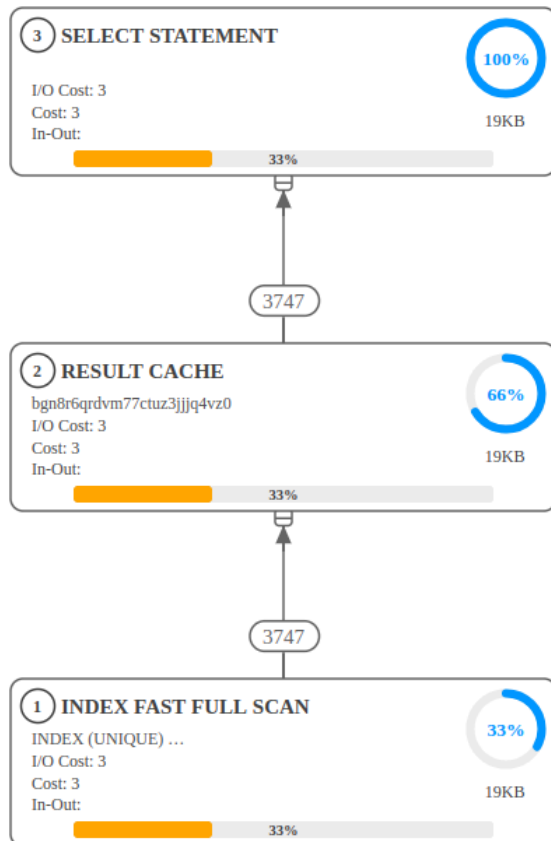 3 SELECT STATEMENT
100%
I/O Cost: 3
Cost: 3
19KB
In-Out:
33%
3747
2 RESULT CACHE
bgn8r6qrdvm77ctuz3jjjq4vz0
66%
I/O Cost: 3
Cost: 3
19KB
In-Out:
33%
3747
1 INDEX FAST FULL SCAN
33%
INDEX (UNIQUE) …
I/O Cost: 3
Cost: 3
19KB
In-Out:
33%